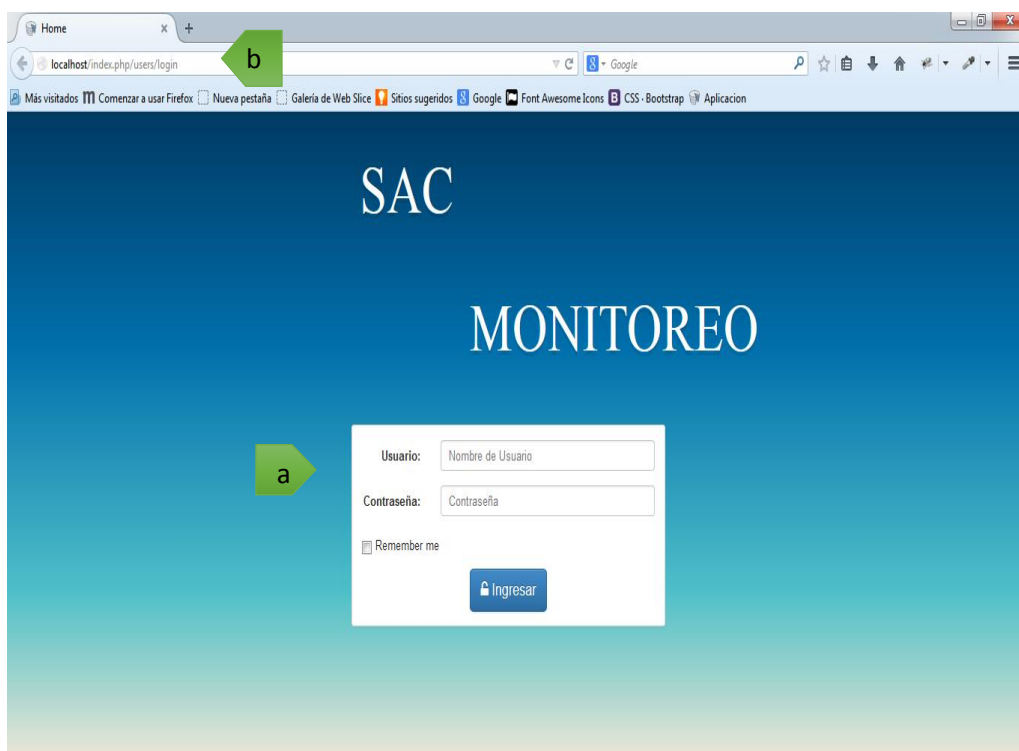 Home
b
localhost/index.php/users/login
Google
Más visitados Comenzar a usar Firefox Nueva pestaña Galería de Web Slice Sitios sugeridos Google Font Awesome Icons CSS · Bootstrap Aplicacion
SAC
MONITOREO
a
Usuario: Nombre de Usuario
Contraseña: Contraseña
Remember me
Ingresar